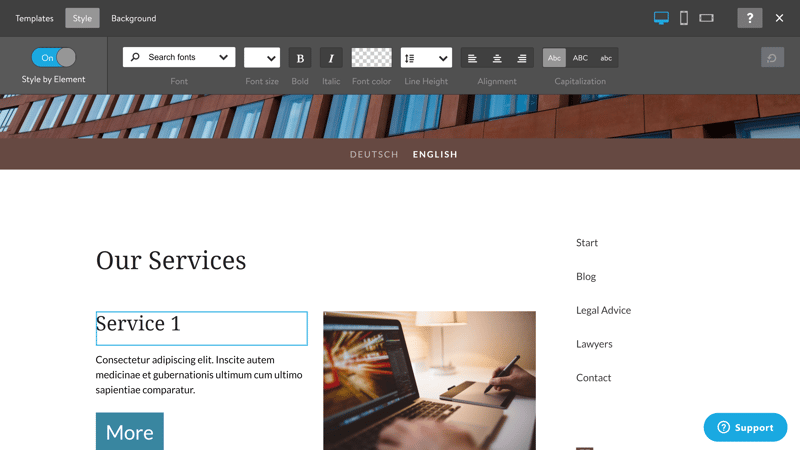 Templates Style Background ?
On
Style by Element
Search fonts B I Abc ABC abc
Font Font size Bold Italic Font color Line Height Alignment Capitalization
DEUTSCH ENGLISH
Our Services
Service 1
Consectetur adipiscing elit. Inscite autem
medicinae et gubernationis ultimum cum ultimo
sapientiae comparatur.
More
Start
Blog
Legal Advice
Lawyers
Contact
? Support